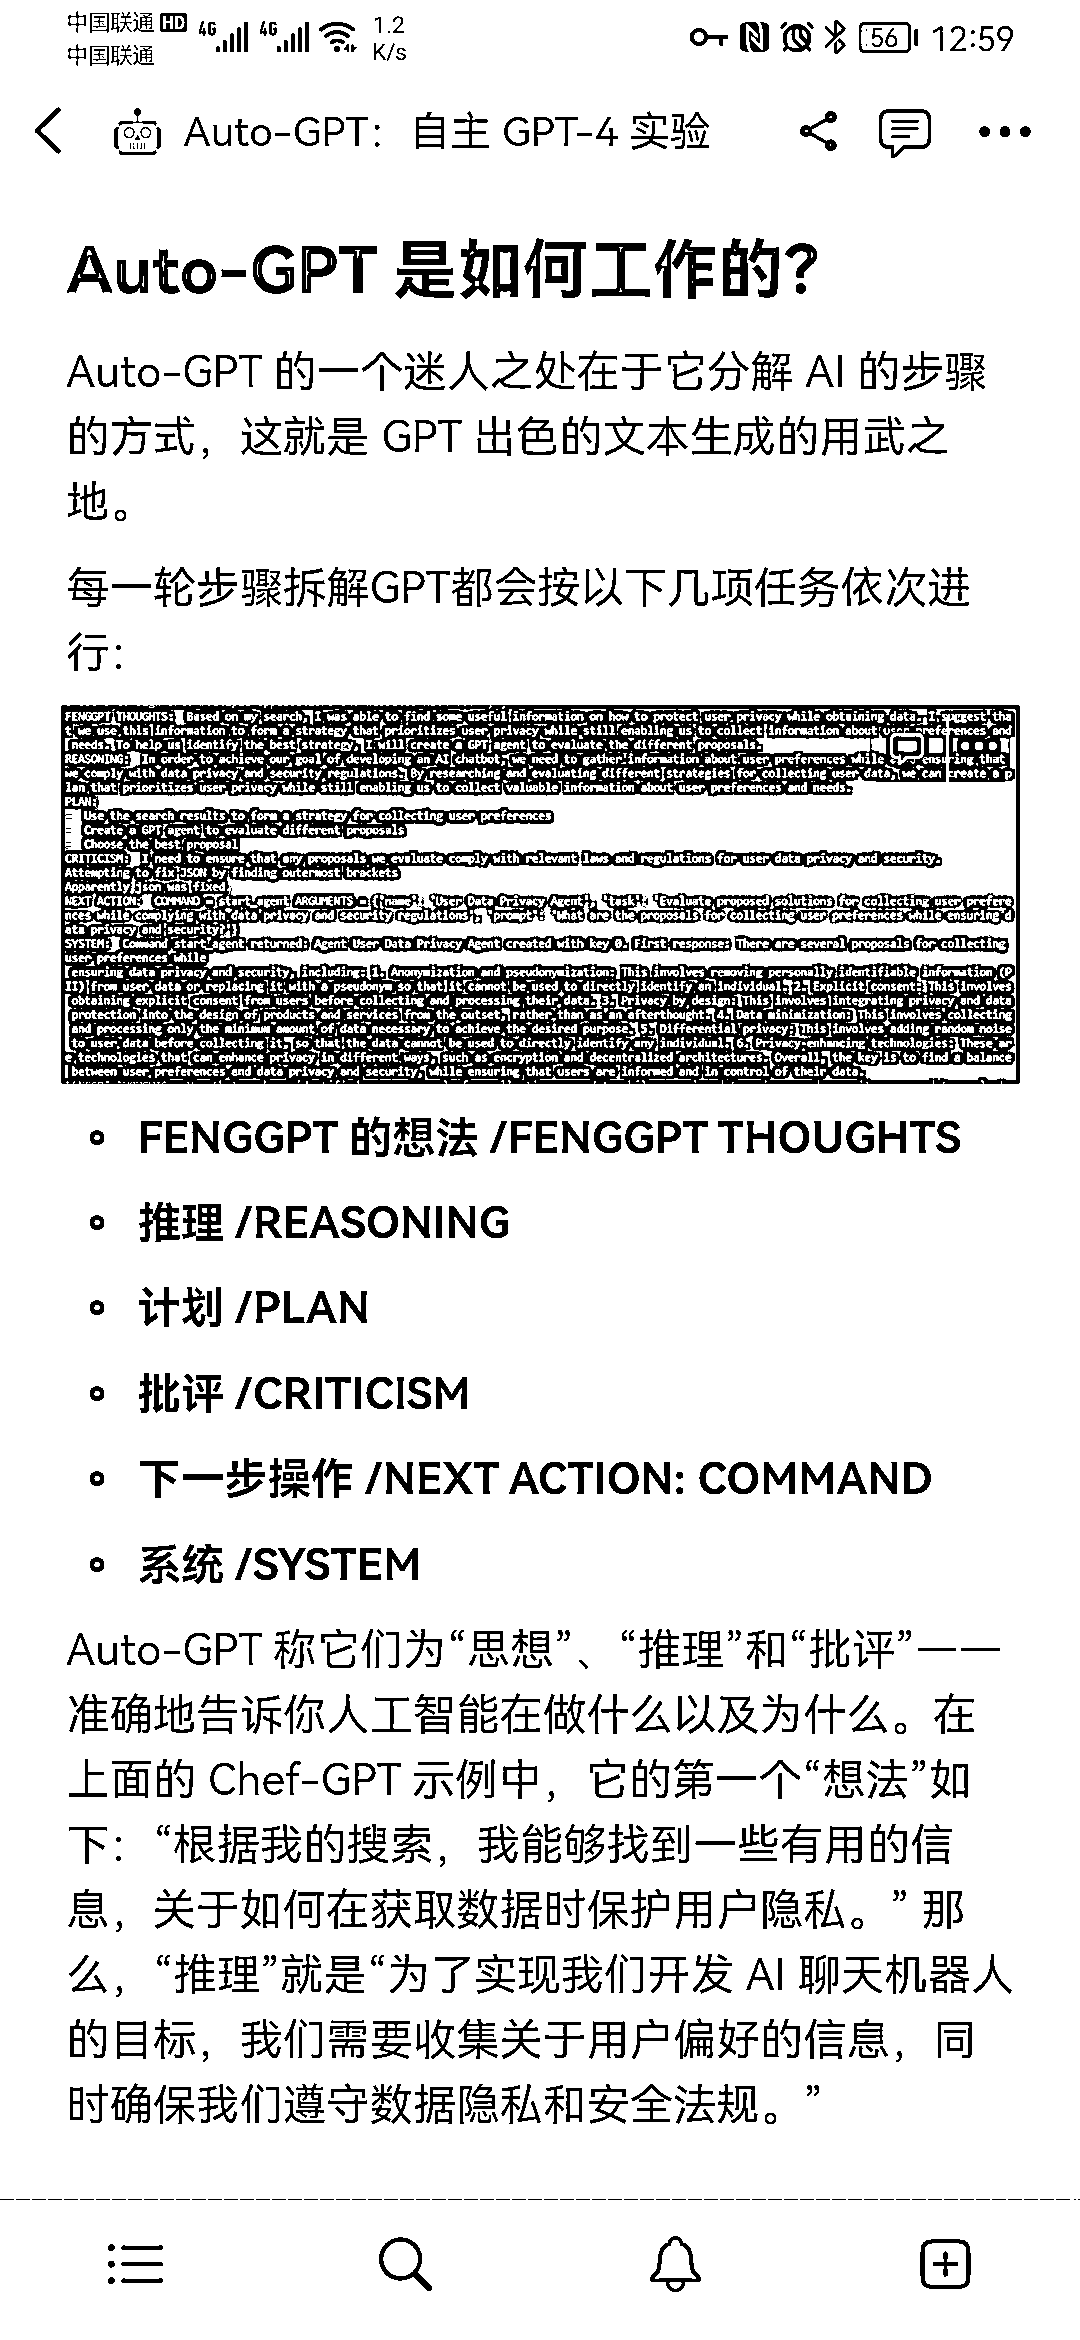 中国联通 HD 4G 4G 1.2 K/s 56 12:59
中国联通
Auto-GPT：自主 GPT-4 实验
Auto-GPT 是如何工作的?
Auto-GPT 的一个迷人之处在于它分解 AI 的步骤
的方式，这就是 GPT 出色的文本生成的用武之
地。
每一轮步骤拆解GPT都会按以下几项任务依次进
行：
FENGGPT THOUGHTS: Based on my search, I was able to find some useful information on how to protect user privacy while obtaining data. I suggest tha
t we use this information to form a strategy that prioritizes user privacy while still enabling us to collect information about user preferences and
needs. To help us identify the best strategy, I will create a GPT agent to evaluate the different proposals.
REASONING: In order to achieve our goal of developing an AI chatbot, we need to gather information about user preferences while ensuring that
we comply with data privacy and security regulations. By researching and evaluating different strategies for collecting user data, we can create a p
lan that prioritizes user privacy while still enabling us to collect valuable information about user preferences and needs.
PLAN:
- Use the search results to form a strategy for collecting user preferences
- Create a GPT agent to evaluate different proposals
- Choose the best proposal
CRITICISM: I need to ensure that any proposals we evaluate comply with relevant laws and regulations for user data privacy and security.
Attempting to fix JSON by finding outermost brackets
Apparently json was fixed.
NEXT ACTION: COMMAND = start_agent ARGUMENTS = {'name': 'User Data Privacy Agent', 'task': 'Evaluate proposed solutions for collecting user prefere
nces while complying with data privacy and security regulations', 'prompt': 'What are the proposals for collecting user preferences while ensuring d
ata privacy and security?'}
SYSTEM: Command start_agent returned: Agent User Data Privacy Agent created with key 0. First response: There are several proposals for collecting
user preferences while
ensuring data privacy and security, including: 1. Anonymization and pseudonymization: This involves removing personally identifiable information (P
II) from user data or replacing it with a pseudonym so that it cannot be used to directly identify an individual. 2. Explicit consent: This involves
obtaining explicit consent from users before collecting and processing their data. 3. Privacy by design: This involves integrating privacy and data
protection into the design of products and services from the outset, rather than as an afterthought. 4. Data minimization: This involves collecting
and processing only the minimum amount of data necessary to achieve the desired purpose. 5. Differential privacy: This involves adding random noise
to user data before collecting it, so that the data cannot be used to directly identify any individual. 6. Privacy-enhancing technologies: These ar
e technologies that can enhance privacy in different ways, such as encryption and decentralized architectures. Overall, the key is to find a balance
between user preferences and data privacy and security, while ensuring that users are informed and in control of their data.
FENGGPT 的想法 /FENGGPT THOUGHTS
推理 /REASONING
计划 /PLAN
批评 /CRITICISM
下一步操作 /NEXT ACTION: COMMAND
系统 /SYSTEM
Auto-GPT 称它们为“思想”、“推理”和“批评”——
准确地告诉你人工智能在做什么以及为什么。在
上面的 Chef-GPT 示例中，它的第一个“想法”如
下：“根据我的搜索，我能够找到一些有用的信
息，关于如何在获取数据时保护用户隐私。” 那
么，“推理”就是“为了实现我们开发 AI 聊天机器人
的目标，我们需要收集关于用户偏好的信息，同
时确保我们遵守数据隐私和安全法规。”